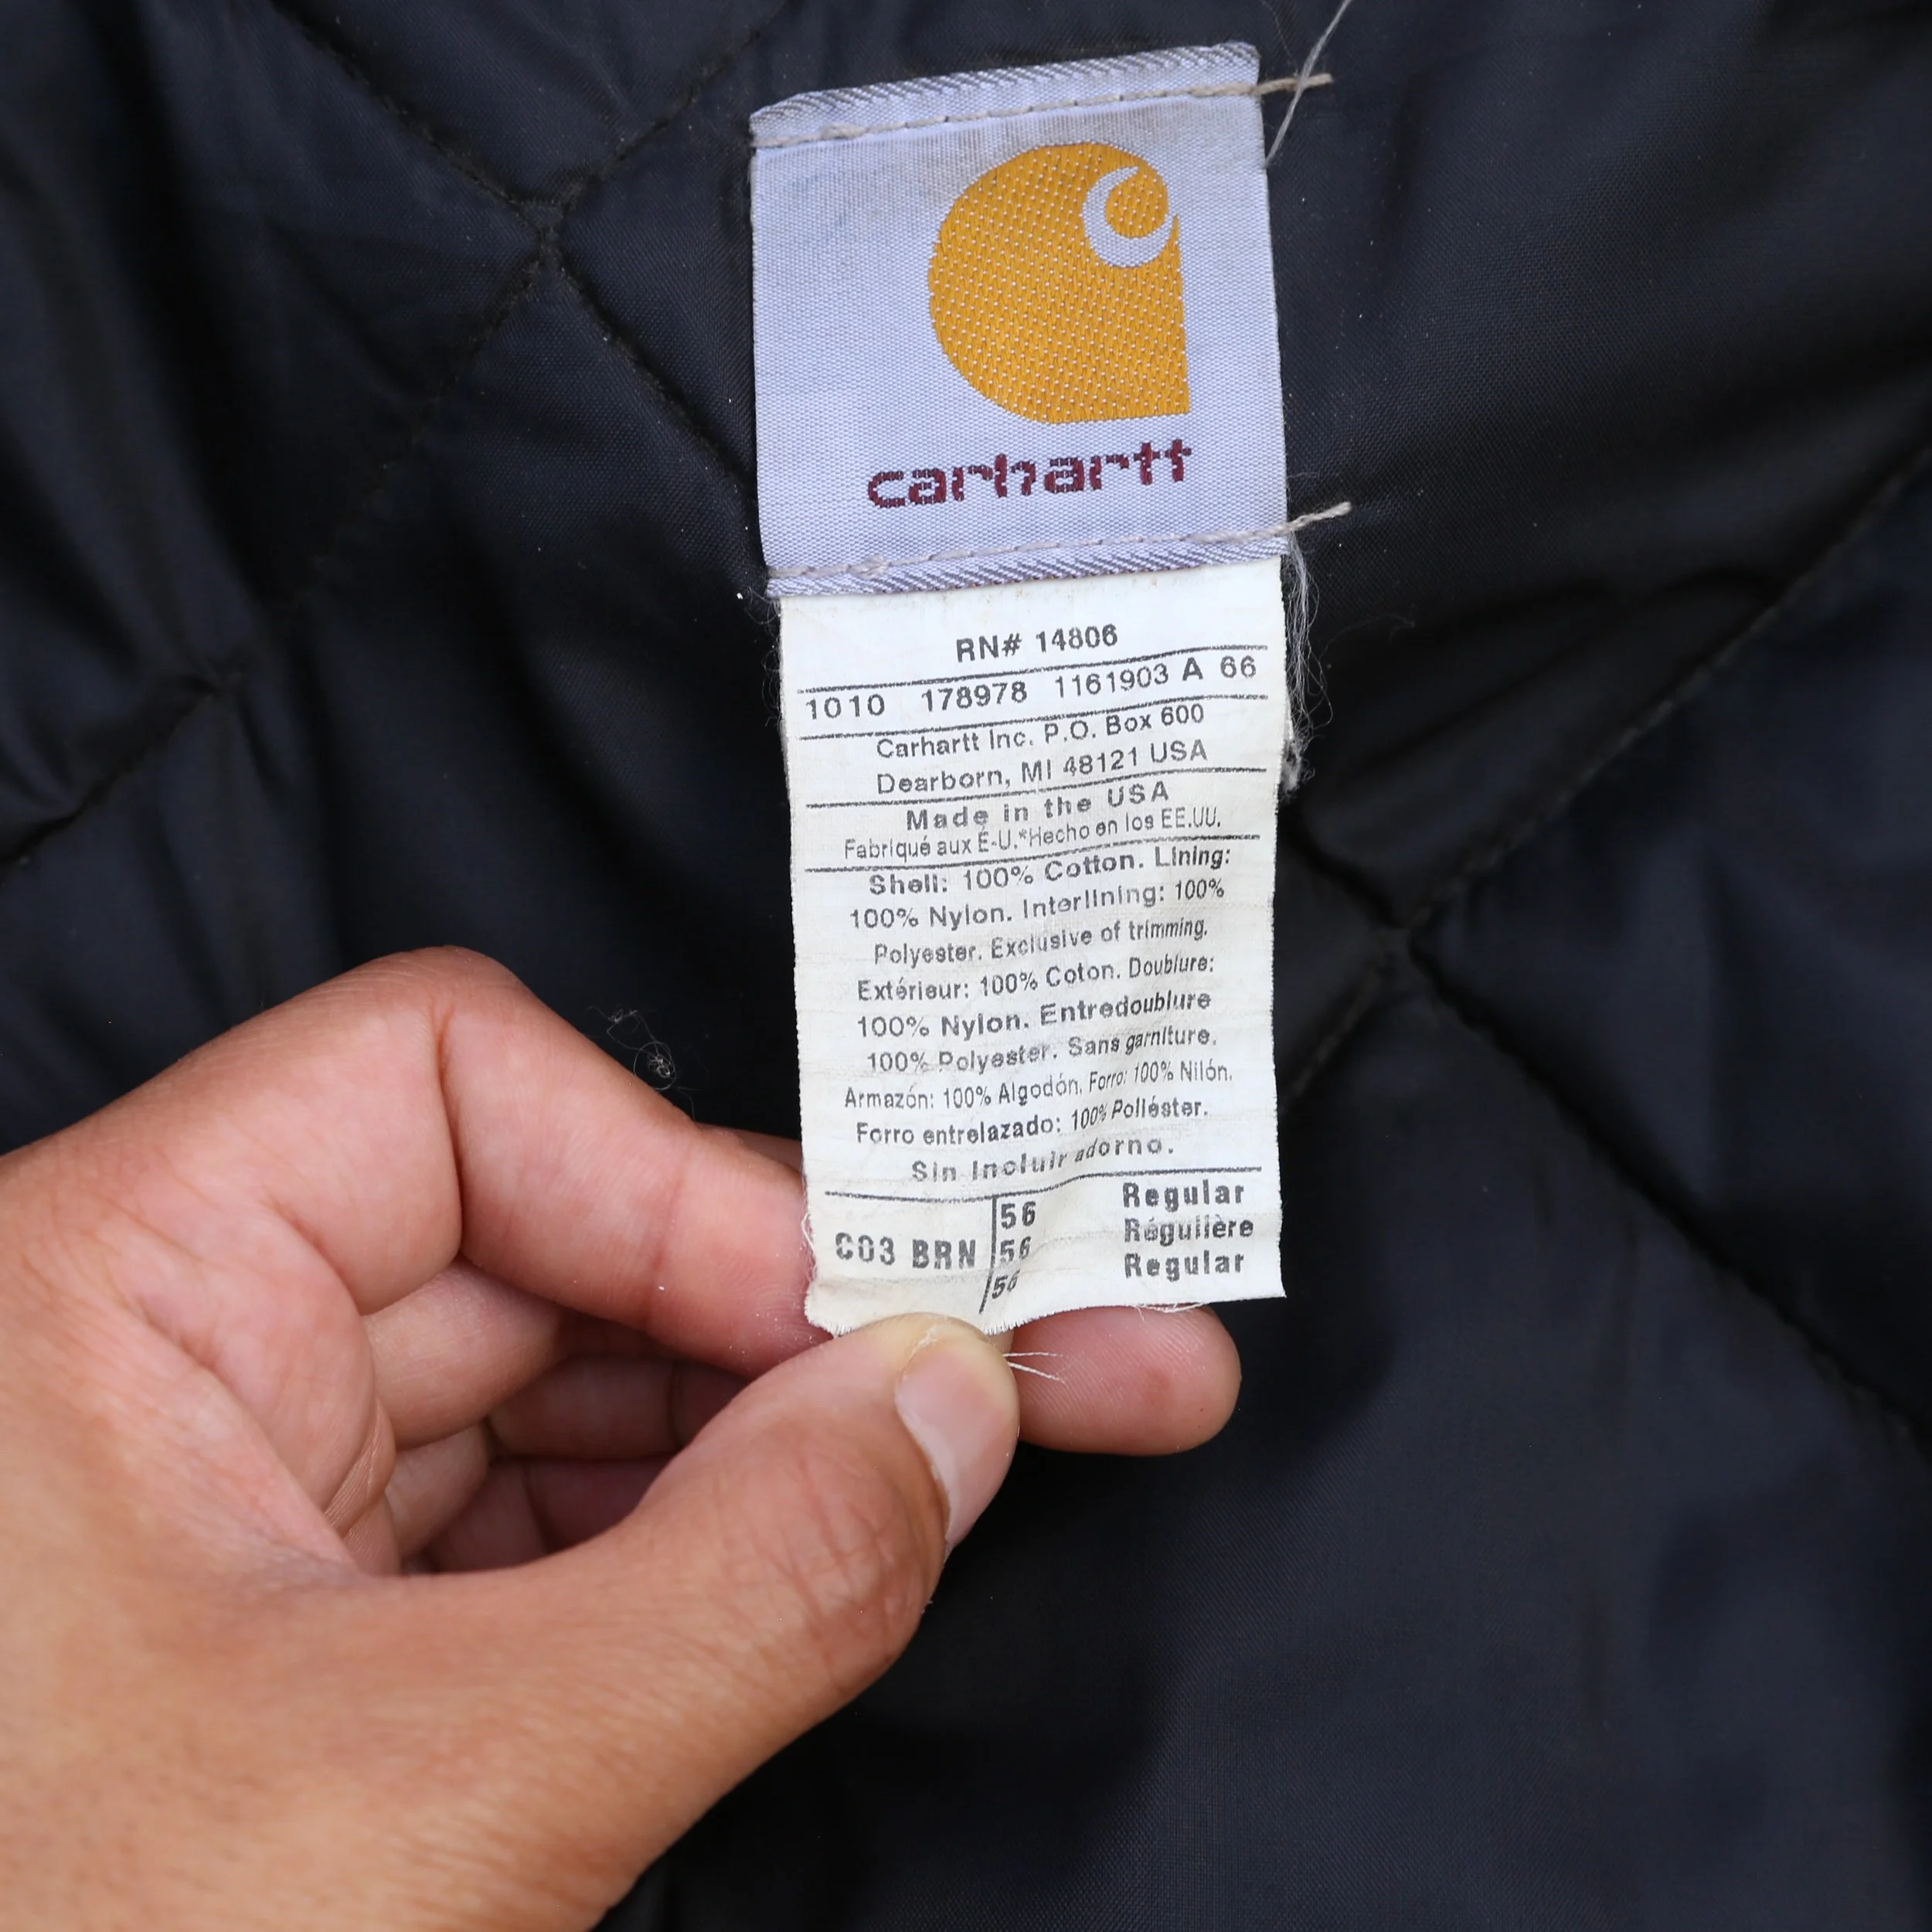 carhartt
RN# 14806
1010 178978 1161903 A 66
Carhartt Inc. P.O. Box 600
Dearborn, MI 48121 USA
Made in the USA
Fabriqué aux É-U.*Hecho en los EE.UU.
Shell: 100% Cotton. Lining:
100% Nylon. Interlining: 100%
Polyester. Exclusive of trimming.
Extérieur: 100% Coton. Doublure:
100% Nylon. Entredoublure
100% Polyester. Sans garniture.
Armazón: 100% Algodón. Forro: 100% Nilón.
Forro entrelazado: 100% Poliéster.
Sin Incluir adorno.
56 Regular
C03 BRN 56 Régulière
56 Regular